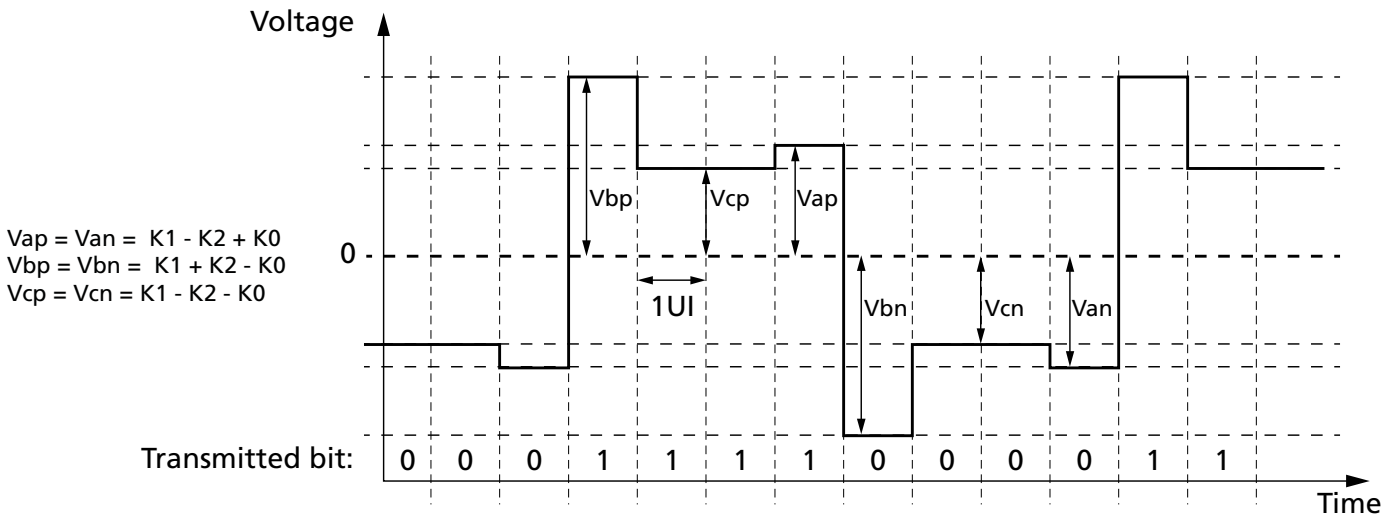 Voltage
Vbp
Vcp
Vap
Vap = Van = K1 - K2 + K0
Vbp = Vbn = K1 + K2 - K0
Vcp = Vcn = K1 - K2 - K0
0
1UI
Vbn
Vcn
Van
Transmitted bit: 0 0 0 1 1 1 1 0 0 0 0 1 1
Time